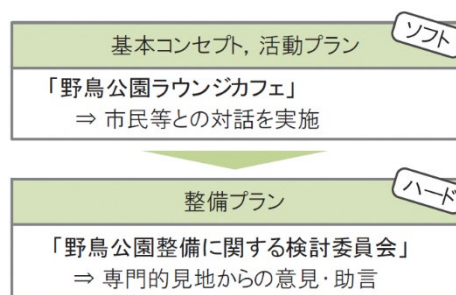 ソフト
基本コンセプト, 活動プラン
「野鳥公園ラウンジカフェ」
⇒ 市民等との対話を実施
ハード
整備プラン
「野鳥公園整備に関する検討委員会」
⇒ 専門的見地からの意見・助言